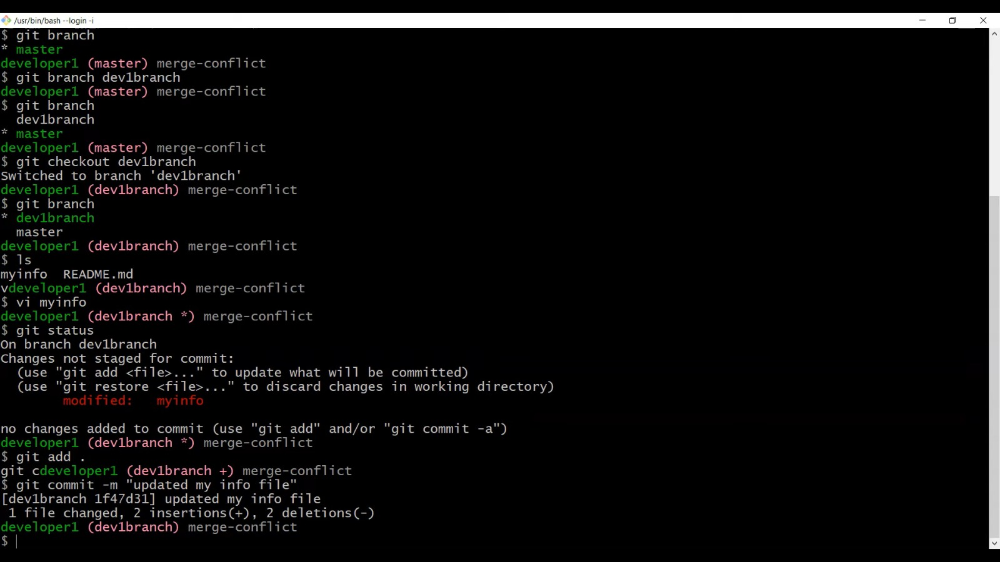 /usr/bin/bash --login -i
$ git branch
* master
developer1 (master) merge-conflict
$ git branch dev1branch
developer1 (master) merge-conflict
$ git branch
  dev1branch
* master
developer1 (master) merge-conflict
$ git checkout dev1branch
Switched to branch 'dev1branch'
developer1 (dev1branch) merge-conflict
$ git branch
* dev1branch
  master
developer1 (dev1branch) merge-conflict
$ ls
myinfo  README.md
vdeveloper1 (dev1branch) merge-conflict
$ vi myinfo
developer1 (dev1branch *) merge-conflict
$ git status
On branch dev1branch
Changes not staged for commit:
  (use "git add <file>..." to update what will be committed)
  (use "git restore <file>..." to discard changes in working directory)
        modified:   myinfo
no changes added to commit (use "git add" and/or "git commit -a")
developer1 (dev1branch *) merge-conflict
$ git add .
git cdeveloper1 (dev1branch +) merge-conflict
$ git commit -m "updated my info file"
[dev1branch 1f47d31] updated my info file
 1 file changed, 2 insertions(+), 2 deletions(-)
developer1 (dev1branch) merge-conflict
$